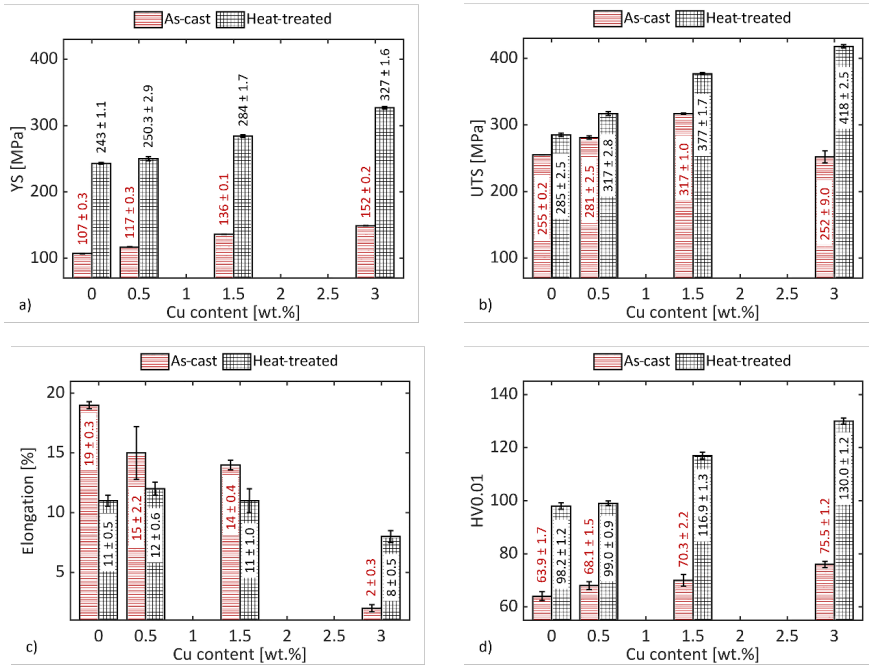 As-cast Heat-treated
400
300
200
100
YS [MPa]
107 ± 0.3
243 ± 1.1
117 ± 0.3
250.3 ± 2.9
136 ± 0.1
284 ± 1.7
152 ± 0.2
327 ± 1.6
0 0.5 1 1.5 2 2.5 3
Cu content [wt.%]
a)
As-cast Heat-treated
400
300
200
100
UTS [MPa]
255 ± 0.2
285 ± 2.5
281 ± 2.5
317 ± 2.8
317 ± 1.0
377 ± 1.7
252 ± 9.0
418 ± 2.5
0 0.5 1 1.5 2 2.5 3
Cu content [wt.%]
b)
As-cast Heat-treated
20
15
10
5
Elongation [%]
19 ± 0.3
11 ± 0.5
15 ± 2.2
12 ± 0.6
14 ± 0.4
11 ± 1.0
2 ± 0.3
8 ± 0.5
0 0.5 1 1.5 2 2.5 3
Cu content [wt.%]
c)
As-cast Heat-treated
140
120
100
80
60
HV0.01
63.9 ± 1.7
98.2 ± 1.2
68.1 ± 1.5
99.0 ± 0.9
70.3 ± 2.2
116.9 ± 1.3
75.5 ± 1.2
130.0 ± 1.2
0 0.5 1 1.5 2 2.5 3
Cu content [wt.%]
d)